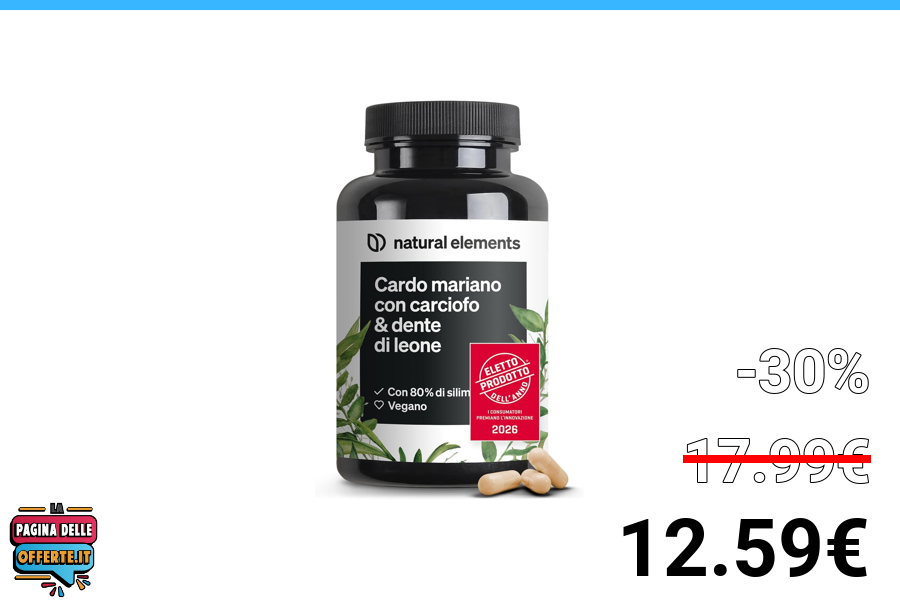 natural elements
Cardo mariano
con carciofo
& dente
di leone
Con 80% di silim
Vegano
ELETTO
PRODOTTO
DELL'ANNO
I CONSUMATORI
PREMIANO L'INNOVAZIONE
2026
-30%
17.99€
12.59€
LA
PAGINA DELLE
OFFERTE.IT